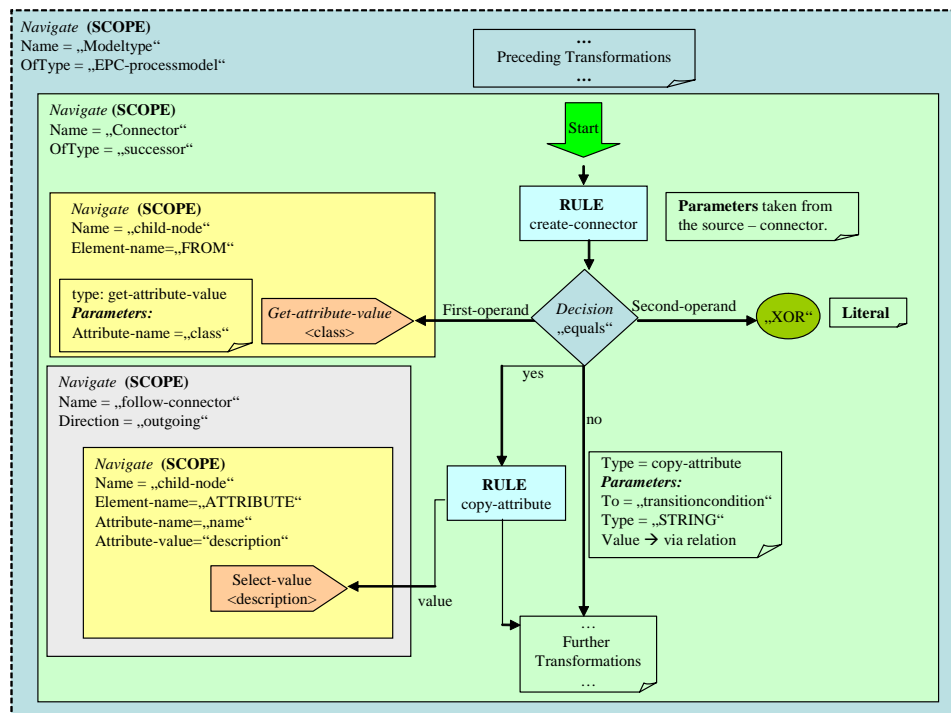 Navigate (SCOPE)
Name = „Modeltype“
OfType = „EPC-processmodel“
…
Preceding Transformations
…
Navigate (SCOPE)
Name = „Connector“
OfType = „successor“
Start
RULE
create-connector
Parameters taken from
the source – connector.
Navigate (SCOPE)
Name = „child-node“
Element-name=„FROM“
type: get-attribute-value
Parameters:
Attribute-name =„class“
Get-attribute-value
<class>
First-operand
Decision
„equals“
Second-operand
„XOR“
Literal
yes
no
Navigate (SCOPE)
Name = „follow-connector“
Direction = „outgoing“
Navigate (SCOPE)
Name = „child-node“
Element-name=„ATTRIBUTE“
Attribute-name=„name“
Attribute-value=“description“
Select-value
<description>
value
RULE
copy-attribute
Type = copy-attribute
Parameters:
To = „transitioncondition“
Type = „STRING“
Value → via relation
…
Further
Transformations
…